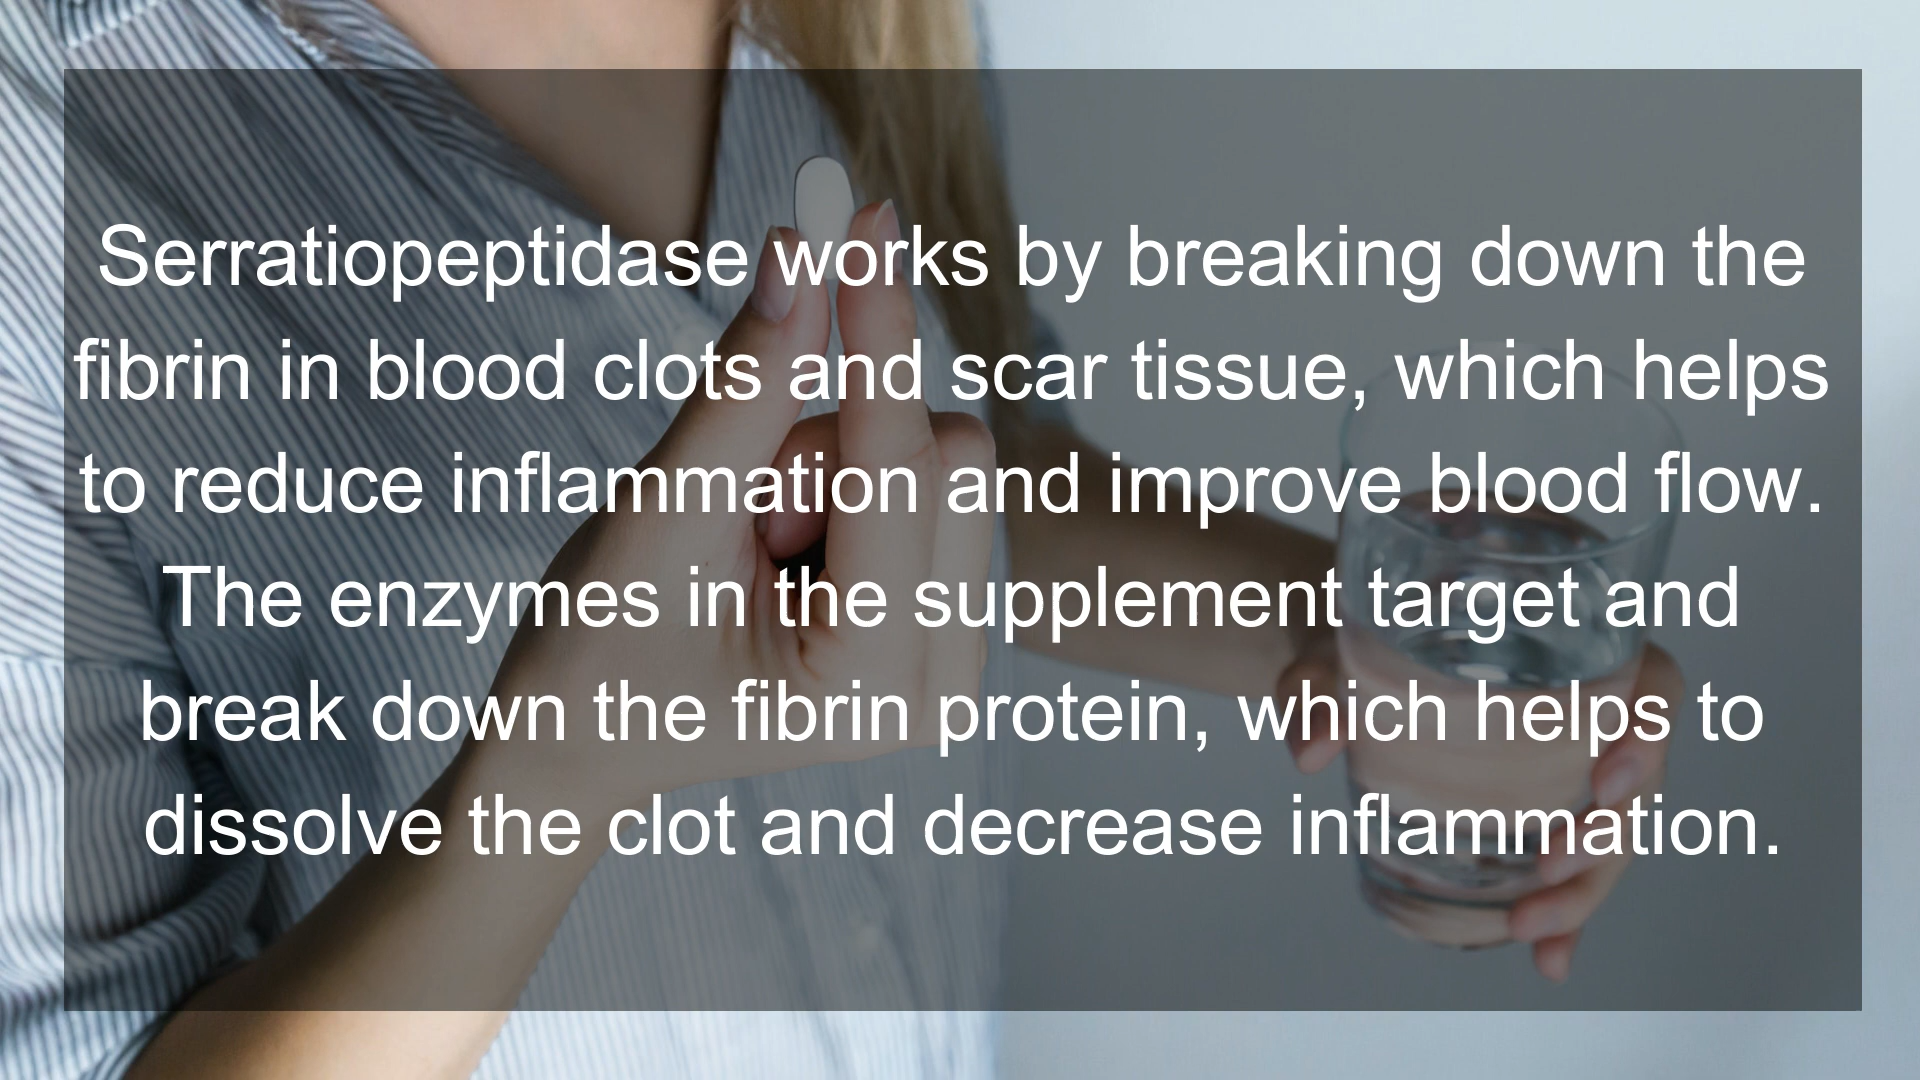 Serratiopeptidase works by breaking down the
fibrin in blood clots and scar tissue, which helps
to reduce inflammation and improve blood flow.
The enzymes in the supplement target and
break down the fibrin protein, which helps to
dissolve the clot and decrease inflammation.